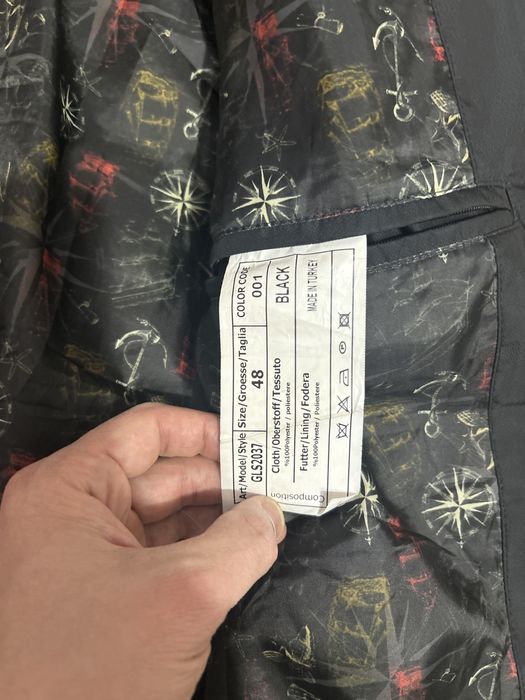 Art/Model/Style
Size/Groesse/Taglia
COLOR Code
GLS2037
48
001
Cloth/Oberstoff/Tessuto
BLACK
%100Polyester / poliestere
Futter/Lining/Fodera
MADE IN TURKEY
%100Polyester / Poliestere
Composition